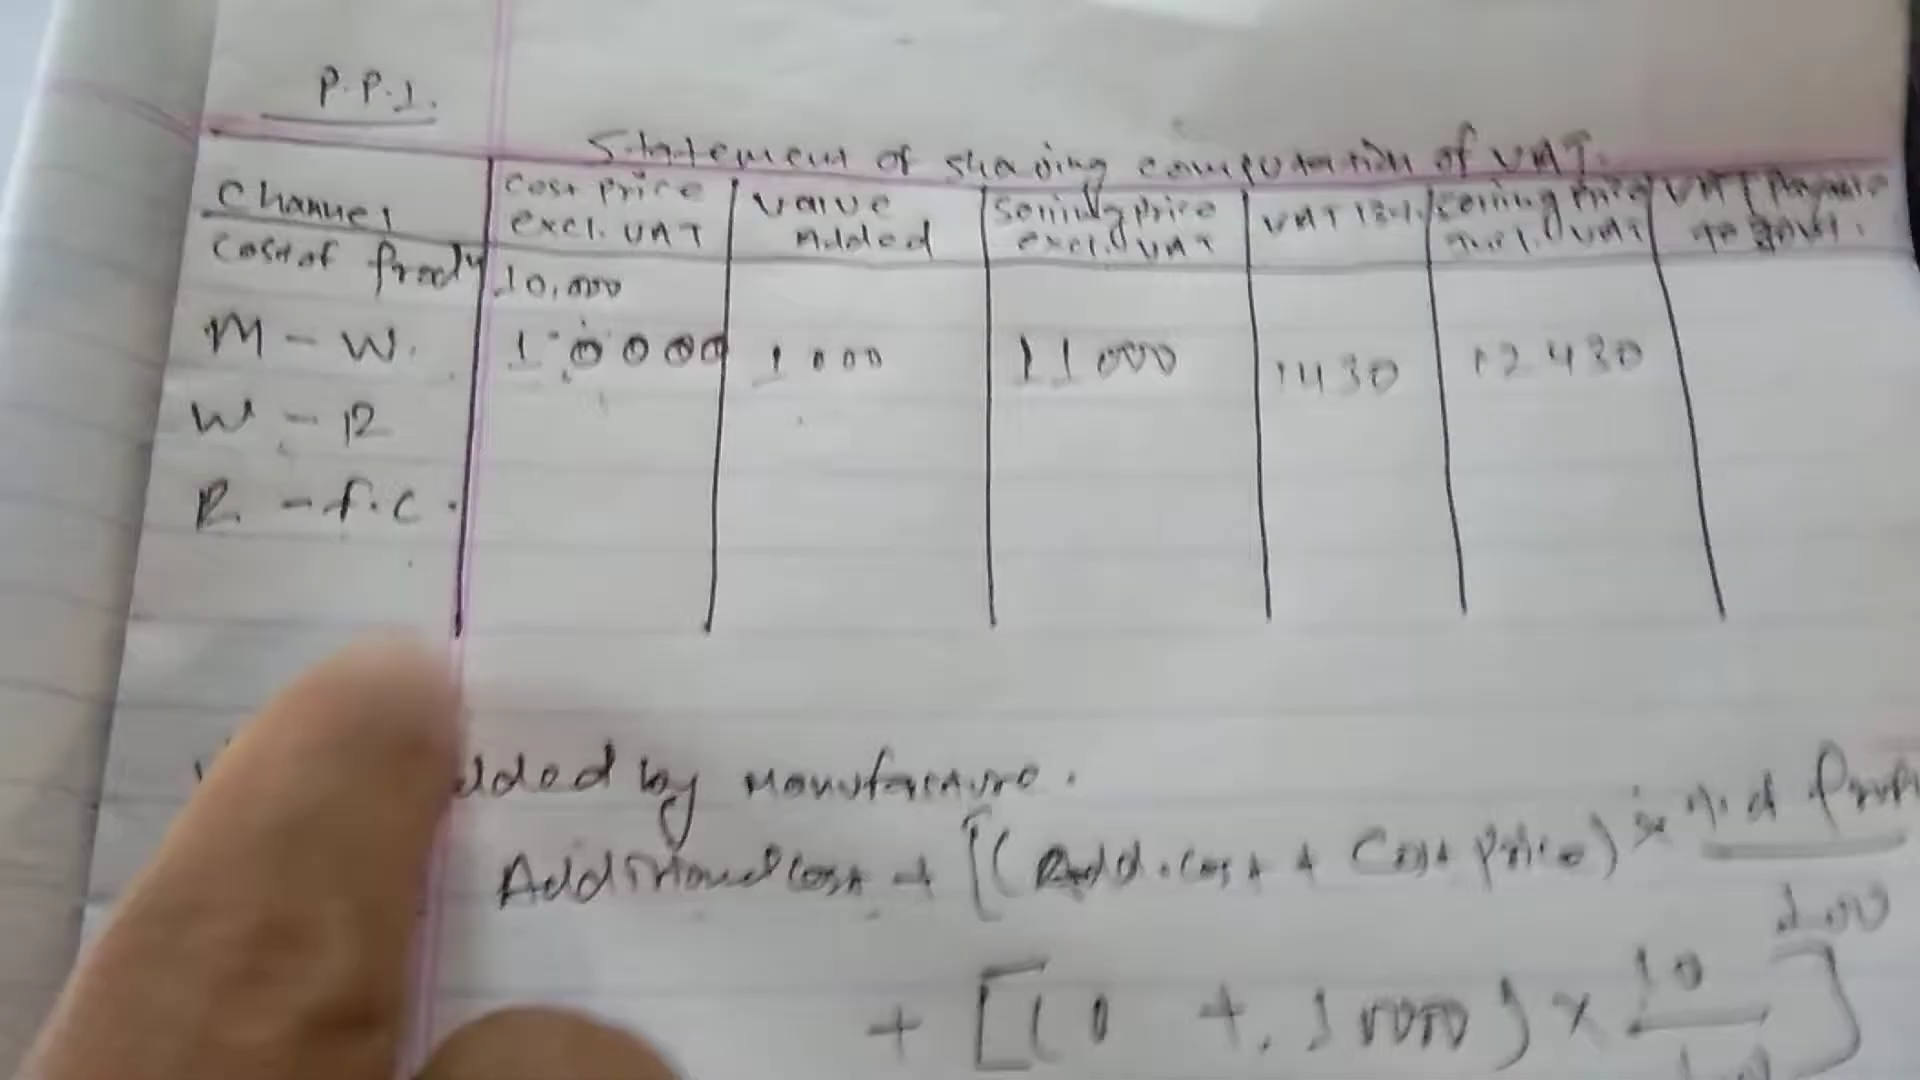 P.P.1.
Statement of showing computation of VAT.
Channel | Cost price excl. VAT | Value Added | Selling price excl. VAT | VAT 13% | Selling price incl. VAT | VAT payable to Govt.
Cost of prodn | 10,000
M - W. | 10000 | 1000 | 11000 | 1430 | 12430
W - R
R - F.C.
added by manufacture.
Additional cost + [(Add. cost + Cost price) × % of
100
+ [(0 + 10000) × 10